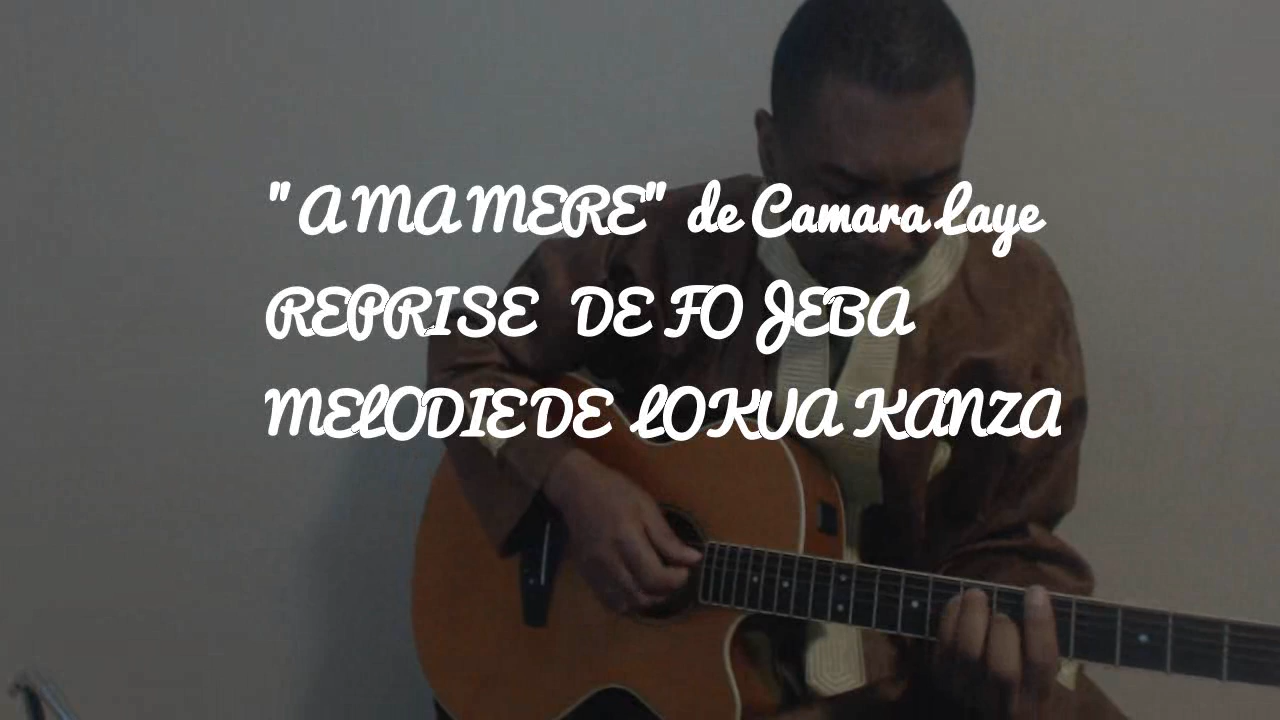 "A MA MERE" de Camara Laye
REPRISE DE FO JEBA
MELODIE DE LOKUA KANZA